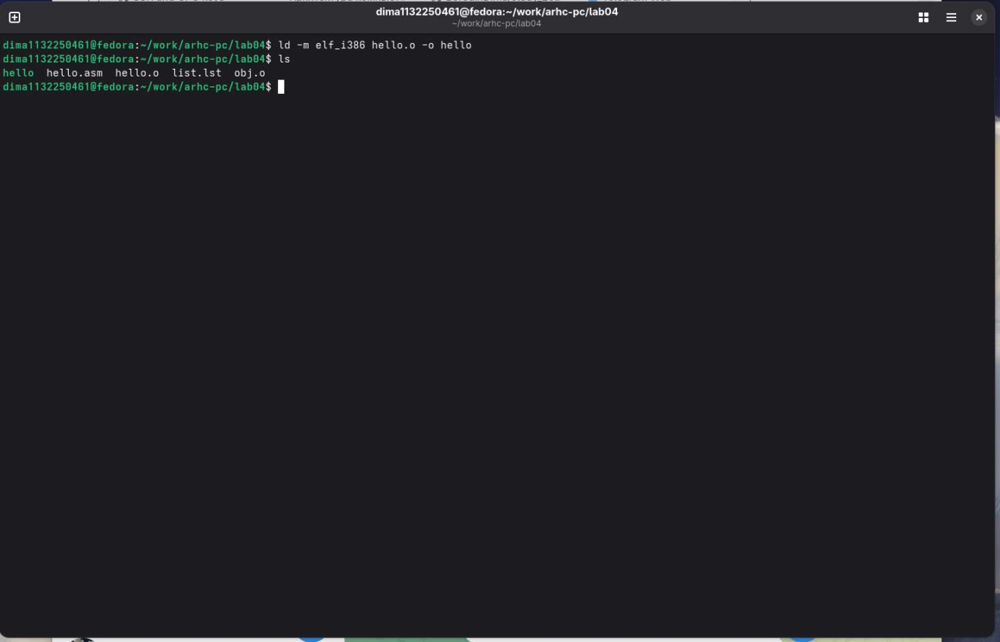 dima1132250461@fedora:~/work/arhc-pc/lab04
~/work/arhc-pc/lab04
dima1132250461@fedora:~/work/arhc-pc/lab04$ ld -m elf_i386 hello.o -o hello
dima1132250461@fedora:~/work/arhc-pc/lab04$ ls
hello  hello.asm  hello.o  list.lst  obj.o
dima1132250461@fedora:~/work/arhc-pc/lab04$